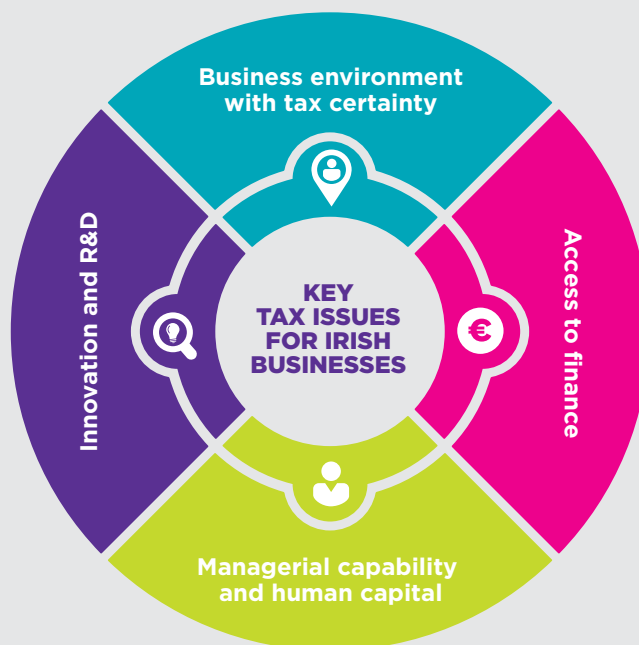 Business environment
with tax certainty
Innovation and R&D
KEY
TAX ISSUES
FOR IRISH
BUSINESSES
€
Access to finance
Managerial capability
and human capital